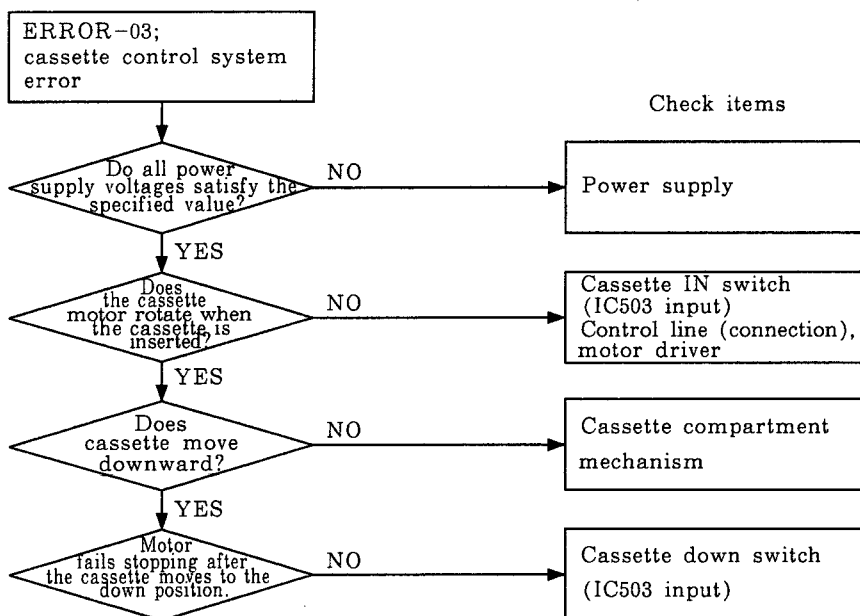 ERROR-03;
cassette control system
error
Check items
Do all power
supply voltages satisfy the
specified value?
NO
Power supply
YES
Does
the cassette
motor rotate when
the cassette is
inserted?
NO
Cassette IN switch
(IC503 input)
Control line (connection),
motor driver
YES
Does
cassette move
downward?
NO
Cassette compartment
mechanism
YES
Motor
fails stopping after
the cassette moves to the
down position.
NO
Cassette down switch
(IC503 input)